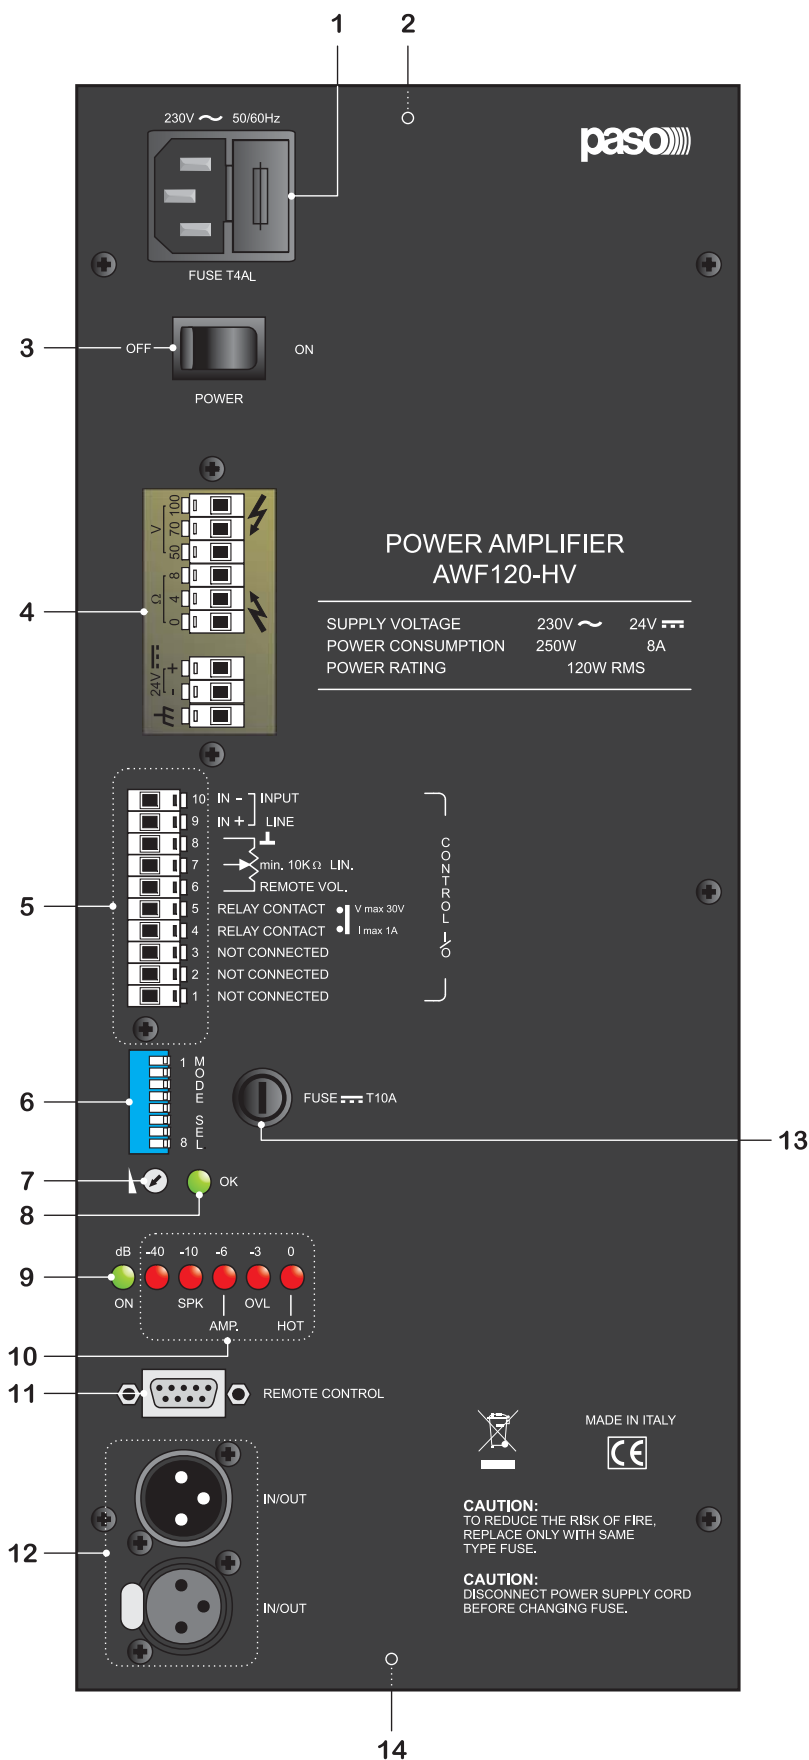 1 2
230V 50/60Hz
paso
FUSE T4AL
3 OFF ON
POWER
4
V 50 70 100
Ω 0 4 8
24V - +
POWER AMPLIFIER
AWF120-HV
SUPPLY VOLTAGE 230V 24V
POWER CONSUMPTION 250W 8A
POWER RATING 120W RMS
5
10 IN - INPUT
9 IN + LINE
8
7 min. 10K Ω LIN.
6 REMOTE VOL.
5 RELAY CONTACT V max 30V
4 RELAY CONTACT I max 1A
3 NOT CONNECTED
2 NOT CONNECTED
1 NOT CONNECTED
CONTROL I/O
6
1 8
MODE SEL
FUSE T10A
13
7
8 OK
dB -40 -10 -6 -3 0
9
ON SPK OVL
AMP. HOT
10
11 REMOTE CONTROL
MADE IN ITALY
CE
12
IN/OUT
IN/OUT
CAUTION:
TO REDUCE THE RISK OF FIRE,
REPLACE ONLY WITH SAME
TYPE FUSE.
CAUTION:
DISCONNECT POWER SUPPLY CORD
BEFORE CHANGING FUSE.
14